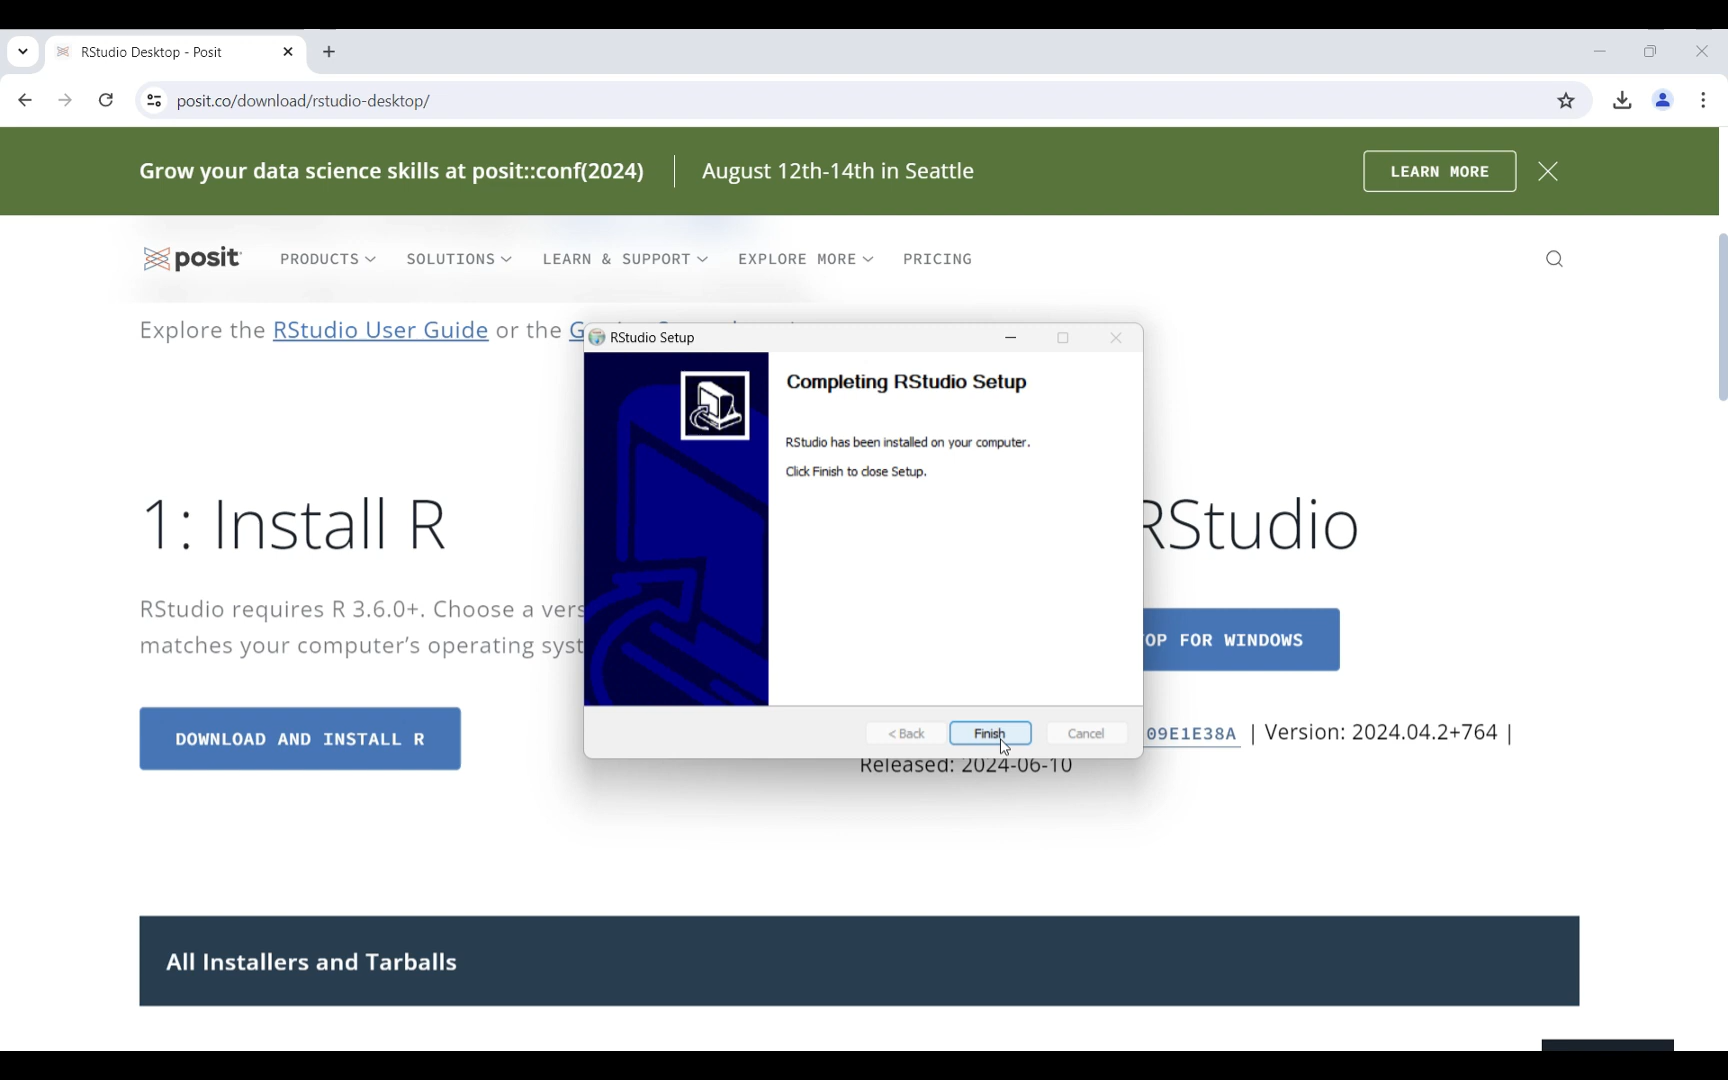 RStudio Desktop - Posit
posit.co/download/rstudio-desktop/
Grow your data science skills at posit::conf(2024)
August 12th-14th in Seattle
LEARN MORE
posit
PRODUCTS
SOLUTIONS
LEARN & SUPPORT
EXPLORE MORE
PRICING
Explore the RStudio User Guide or the
RStudio Setup
Completing RStudio Setup
RStudio has been installed on your computer.
Click Finish to close Setup.
< Back
Finish
Cancel
1: Install R
RStudio requires R 3.6.0+. Choose a vers
matches your computer's operating syst
DOWNLOAD AND INSTALL R
RStudio
OP FOR WINDOWS
09E1E38A | Version: 2024.04.2+764 |
Released: 2024-06-10
All Installers and Tarballs